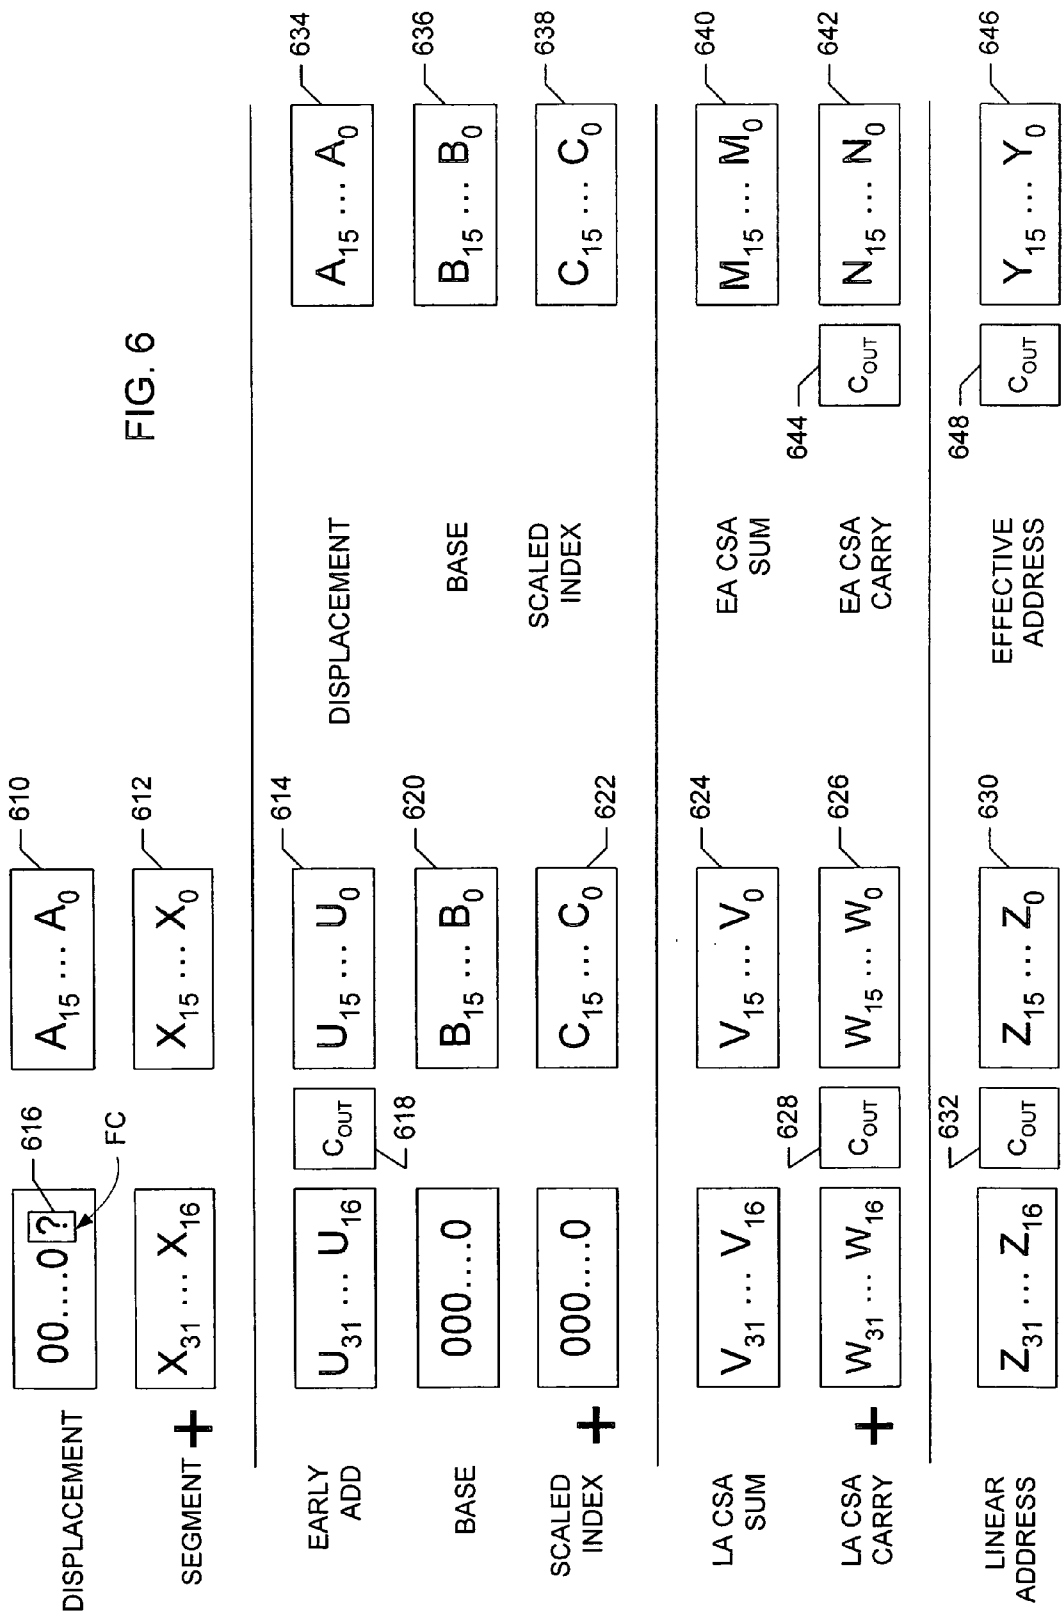 FIG. 6
DISPLACEMENT
00....0 ?
616
FC
A15 ... A0
610
SEGMENT +
X31 ... X16
X15 ... X0
612
EARLY
ADD
U31 ... U16
COUT
618
U15 ... U0
614
BASE
000....0
B15 ... B0
620
SCALED
INDEX +
000....0
C15 ... C0
622
DISPLACEMENT
A15 ... A0
634
BASE
B15 ... B0
636
SCALED
INDEX
C15 ... C0
638
LA CSA
SUM
V31 ... V16
V15 ... V0
624
LA CSA
CARRY +
W31 ... W16
628
COUT
W15 ... W0
626
EA CSA
SUM
M15 ... M0
640
EA CSA
CARRY
644
COUT
N15 ... N0
642
LINEAR
ADDRESS
Z31 ... Z16
632
COUT
Z15 ... Z0
630
EFFECTIVE
ADDRESS
648
COUT
Y15 ... Y0
646